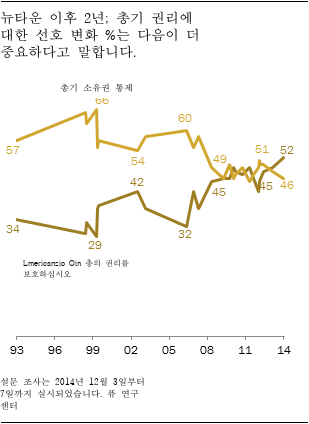 뉴타운 이후 2년; 총기 권리에
대한 선호 변화 %는 다음이 더
중요하다고 말합니다.
총기 소유권 통제
66
60
57
54
49
51
52
46
45
45
42
34
32
29
Lmericanzio Oin 총의 권리를
보호하십시오
93 96 99 02 05 08 11 14
설문 조사는 2014년 12월 3일부터
7일까지 실시되었습니다. 퓨 연구
센터